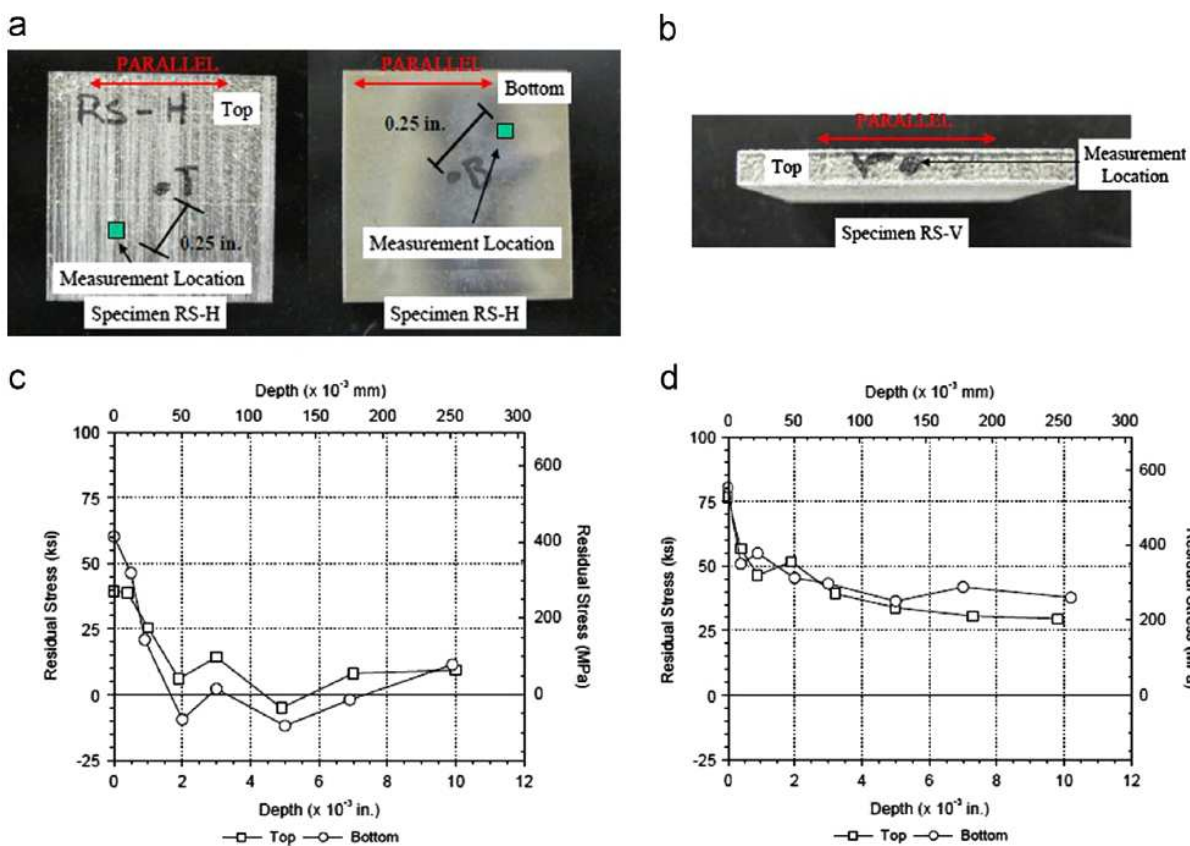 a
PARALLEL
RS-H
Top
.T
0.25 in.
Measurement Location
Specimen RS-H
PARALLEL
Bottom
0.25 in.
Measurement Location
Specimen RS-H
b
PARALLEL
Top
Measurement
Location
Specimen RS-V
c
Depth (x 10⁻³ mm)
0 50 100 150 200 250 300
Residual Stress (ksi)
100
75
50
25
0
-25
Residual Stress (MPa)
600
400
200
0
0 2 4 6 8 10 12
Depth (x 10⁻³ in.)
Top Bottom
d
Depth (x 10⁻³ mm)
0 50 100 150 200 250 300
Residual Stress (ksi)
100
75
50
25
0
-25
600
400
200
0
0 2 4 6 8 10 12
Depth (x 10⁻³ in.)
Top Bottom